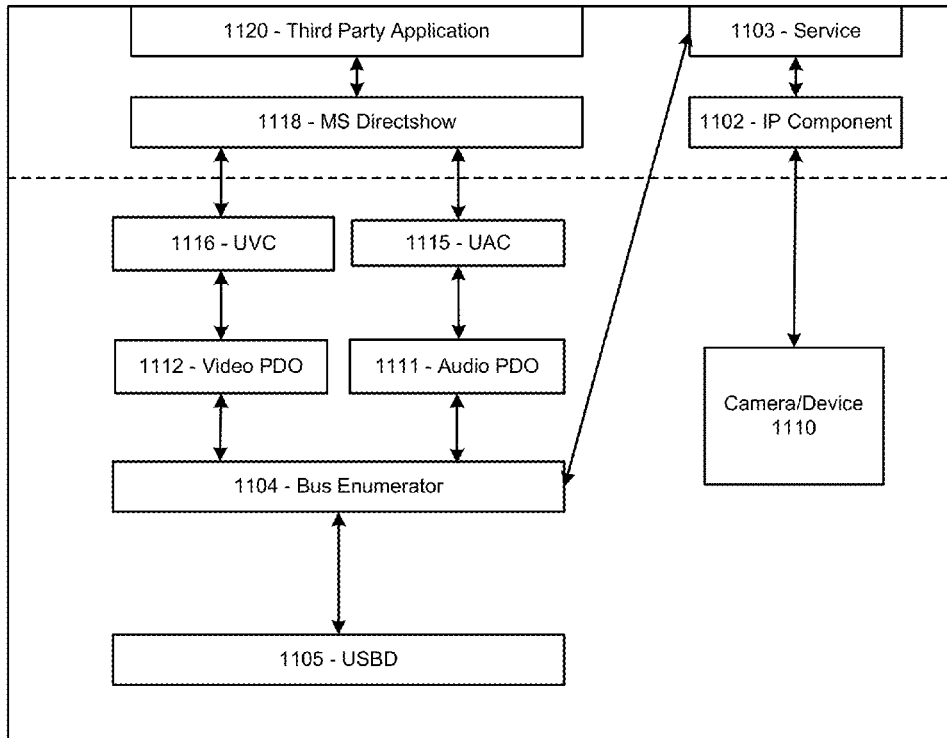 1120 - Third Party Application
1103 - Service
1118 - MS Directshow
1102 - IP Component
1116 - UVC
1115 - UAC
1112 - Video PDO
1111 - Audio PDO
Camera/Device
1110
1104 - Bus Enumerator
1105 - USBD